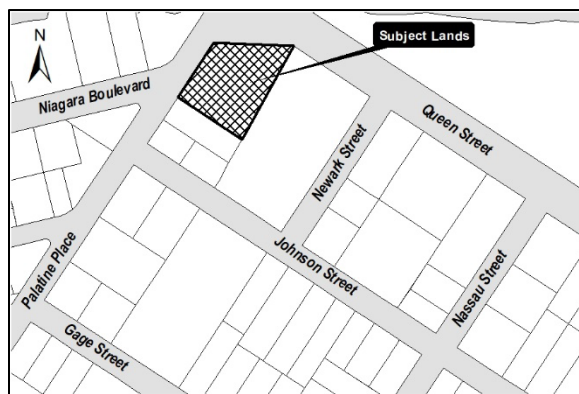 N
Subject Lands
Niagara Boulevard
Queen Street
Newark Street
Johnson Street
Nassau Street
Palatine Place
Gage Street